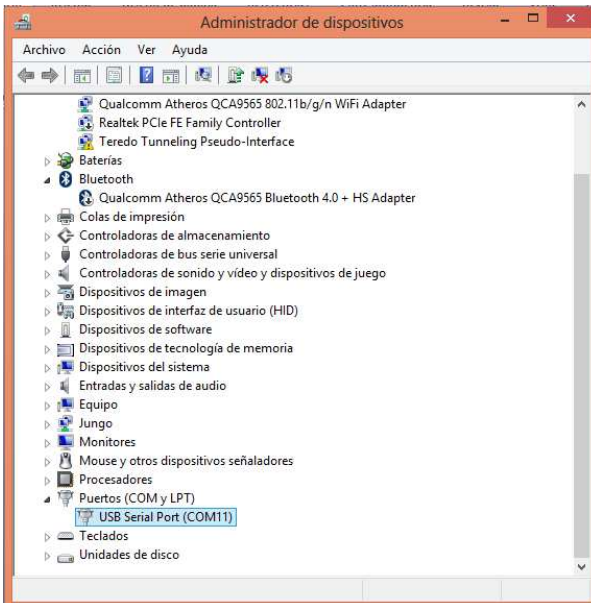 Administrador de dispositivos
Archivo Acción Ver Ayuda
Qualcomm Atheros QCA9565 802.11b/g/n WiFi Adapter
Realtek PCIe FE Family Controller
Teredo Tunneling Pseudo-Interface
Baterías
Bluetooth
Qualcomm Atheros QCA9565 Bluetooth 4.0 + HS Adapter
Colas de impresión
Controladoras de almacenamiento
Controladoras de bus serie universal
Controladoras de sonido y vídeo y dispositivos de juego
Dispositivos de imagen
Dispositivos de interfaz de usuario (HID)
Dispositivos de software
Dispositivos de tecnología de memoria
Dispositivos del sistema
Entradas y salidas de audio
Equipo
Jungo
Monitores
Mouse y otros dispositivos señaladores
Procesadores
Puertos (COM y LPT)
USB Serial Port (COM11)
Teclados
Unidades de disco